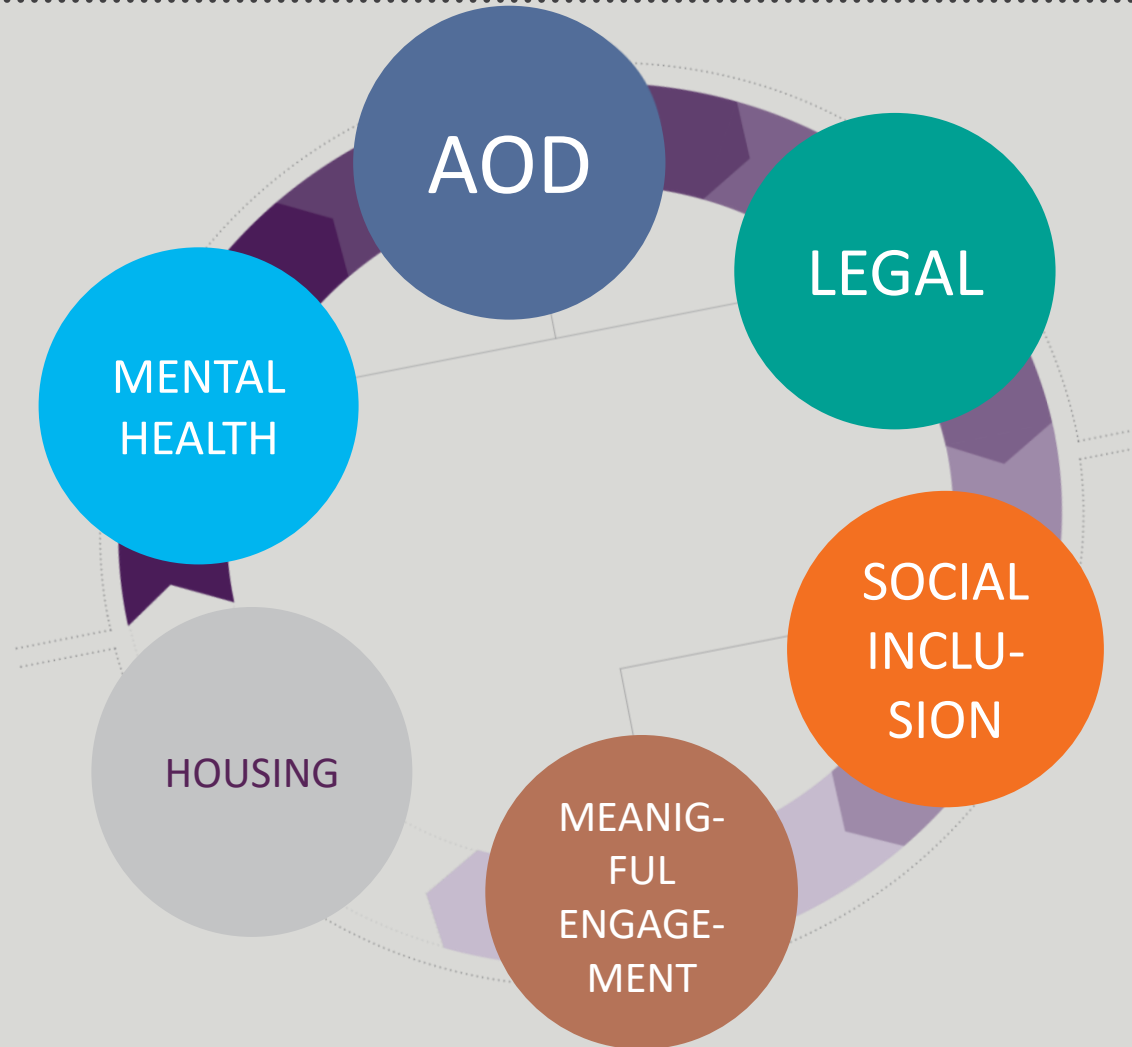 AOD
LEGAL
MENTAL
HEALTH
SOCIAL
INCLU-
SION
HOUSING
MEANIG-
FUL
ENGAGE-
MENT